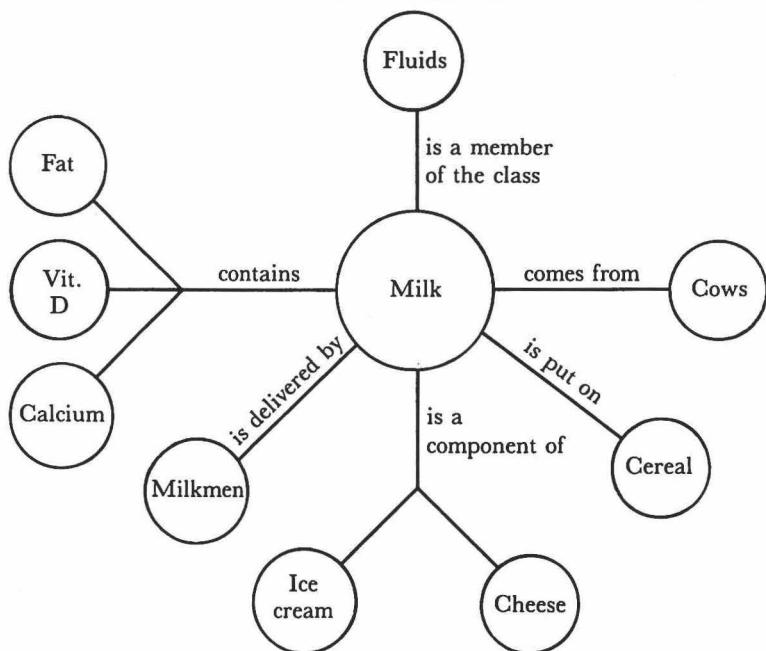 Fluids
is a member
of the class
Fat
Vit.
D
contains
Milk
comes from
Cows
Calcium
is delivered by
Milkmen
is a
component of
is put on
Cereal
Ice
cream
Cheese